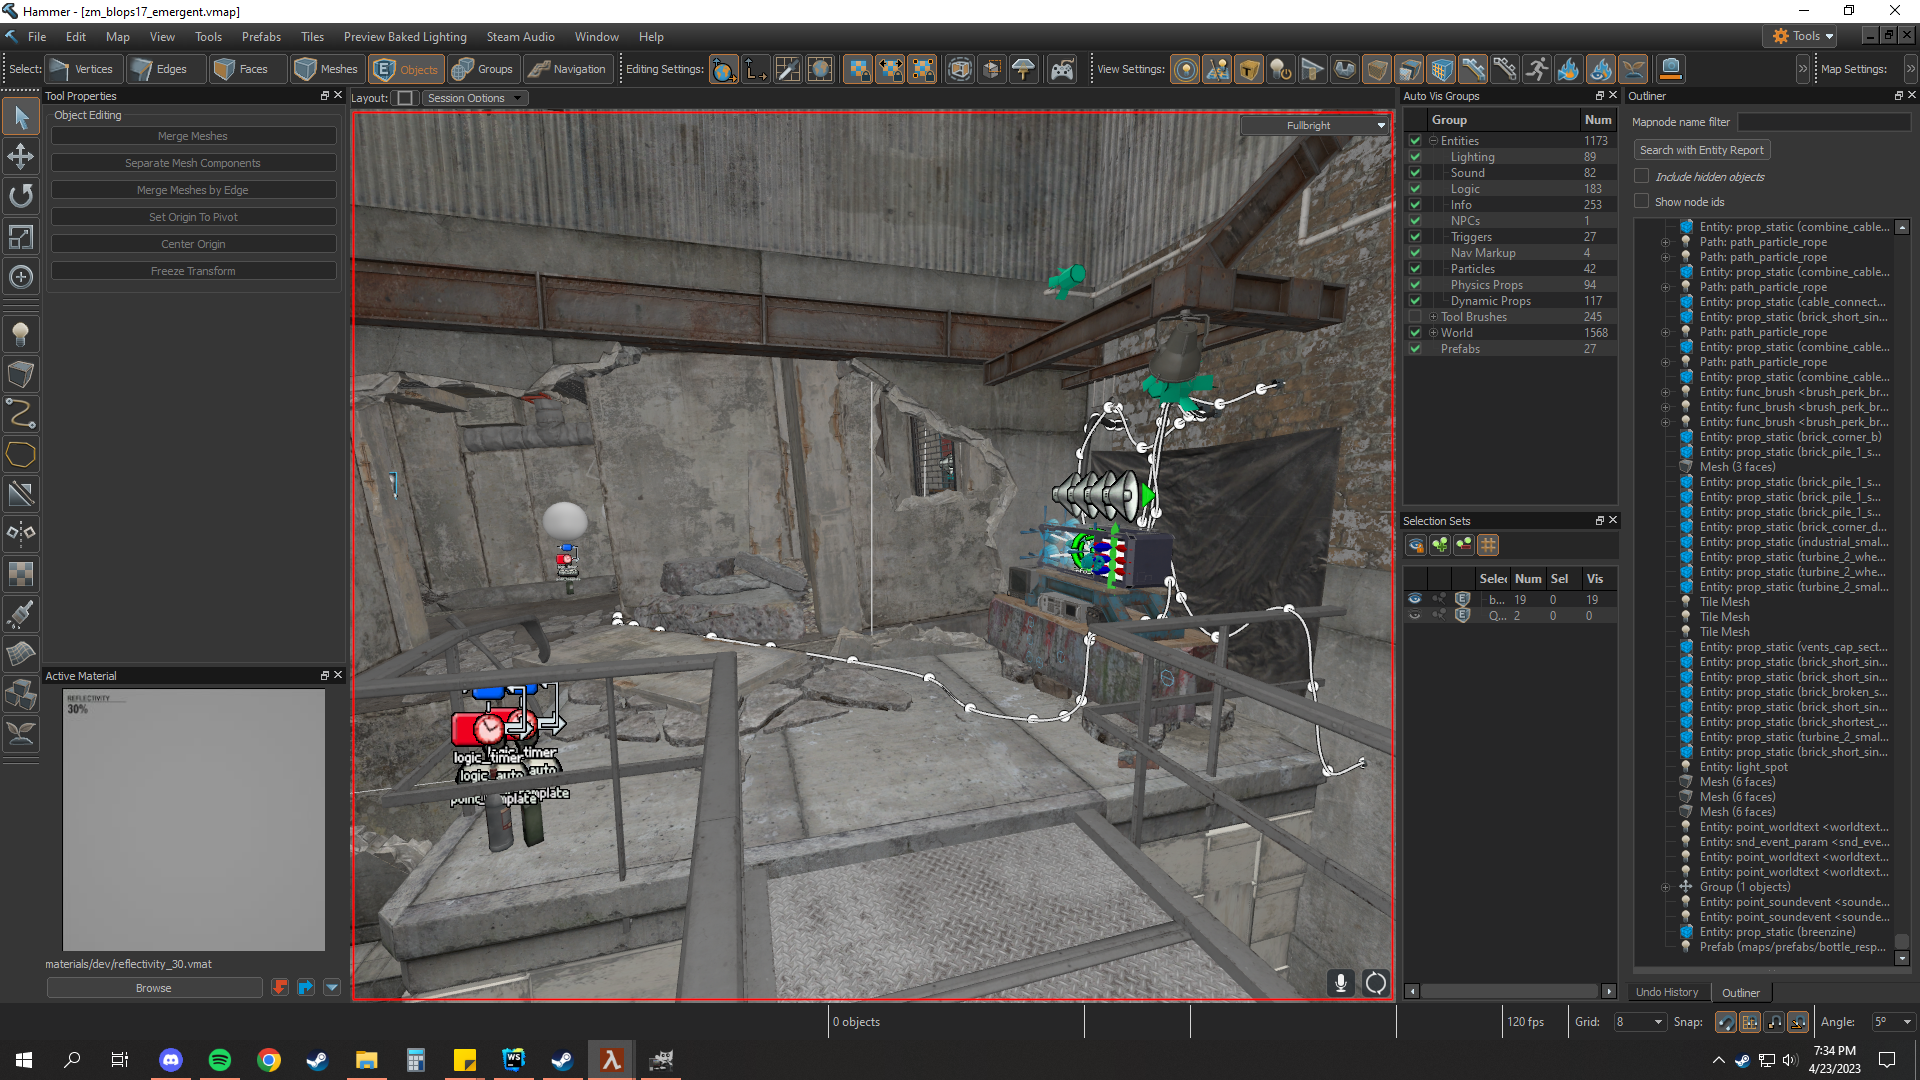 Hammer - [zm_blops17_emergent.vmap]
File Edit Map View Tools Prefabs Tiles Preview Baked Lighting Steam Audio Window Help
Tools
Select: Vertices Edges Faces Meshes Objects Groups Navigation Editing Settings: View Settings: Map Settings:
Tool Properties
Object Editing
Merge Meshes
Separate Mesh Components
Merge Meshes by Edge
Set Origin To Pivot
Center Origin
Freeze Transform
Active Material
REFLECTIVITY
30%
materials/dev/reflectivity_30.vmat
Browse
Layout: Session Options
Fullbright
logic_timer
logic_auto
Auto Vis Groups
Group Num
Entities 1173
Lighting 89
Sound 82
Logic 183
Info 253
NPCs 1
Triggers 27
Nav Markup 4
Particles 42
Physics Props 94
Dynamic Props 117
Tool Brushes 245
World 1568
Prefabs 27
Selection Sets
Selec Num Sel Vis
b... 19 0 19
Q... 2 0 0
Outliner
Mapnode name filter
Search with Entity Report
Include hidden objects
Show node ids
Entity: prop_static (combine_cable...
Path: path_particle_rope
Path: path_particle_rope
Entity: prop_static (combine_cable...
Path: path_particle_rope
Entity: prop_static (cable_connect...
Entity: prop_static (brick_short_sin...
Path: path_particle_rope
Entity: prop_static (combine_cable...
Path: path_particle_rope
Entity: prop_static (combine_cable...
Entity: func_brush <brush_perk_br...
Entity: func_brush <brush_perk_br...
Entity: func_brush <brush_perk_br...
Entity: prop_static (brick_corner_b)
Entity: prop_static (brick_pile_1_s...
Mesh (3 faces)
Entity: prop_static (brick_pile_1_s...
Entity: prop_static (brick_pile_1_s...
Entity: prop_static (brick_pile_1_s...
Entity: prop_static (brick_corner_d...
Entity: prop_static (industrial_smal...
Entity: prop_static (turbine_2_whe...
Entity: prop_static (turbine_2_whe...
Entity: prop_static (turbine_2_smal...
Tile Mesh
Tile Mesh
Tile Mesh
Entity: prop_static (vents_cap_sect...
Entity: prop_static (brick_short_sin...
Entity: prop_static (brick_short_sin...
Entity: prop_static (brick_broken_s...
Entity: prop_static (brick_short_sin...
Entity: prop_static (brick_shortest_...
Entity: prop_static (turbine_2_smal...
Entity: prop_static (brick_short_sin...
Entity: light_spot
Mesh (6 faces)
Mesh (6 faces)
Mesh (6 faces)
Entity: point_worldtext <worldtext...
Entity: snd_event_param <snd_eve...
Entity: point_worldtext <worldtext...
Entity: point_worldtext <worldtext...
Group (1 objects)
Entity: point_soundevent <sounde...
Entity: point_soundevent <sounde...
Entity: prop_static (breenzine)
Prefab (maps/prefabs/bottle_resp...
Undo History Outliner
0 objects 120 fps Grid: 8 Snap: Angle: 5°
7:34 PM
4/23/2023